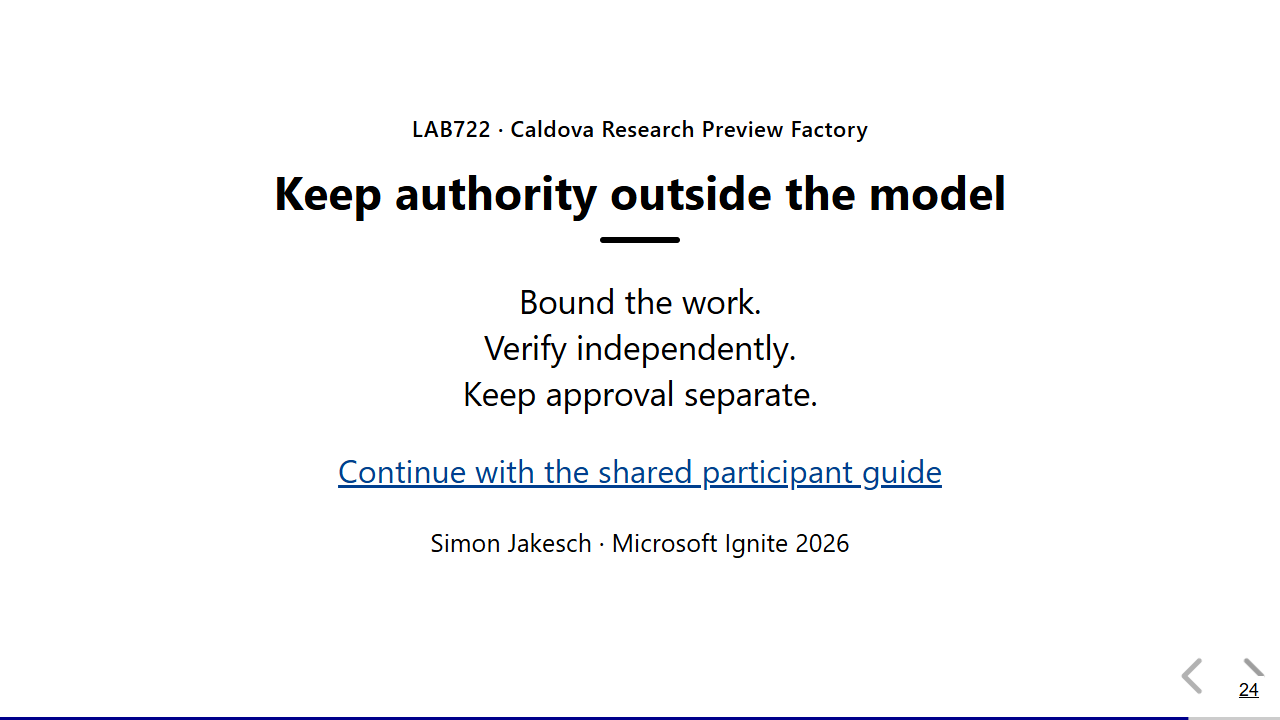 LAB722 · Caldova Research Preview Factory
Keep authority outside the model
Bound the work.
Verify independently.
Keep approval separate.
Continue with the shared participant guide
Simon Jakesch · Microsoft Ignite 2026
24